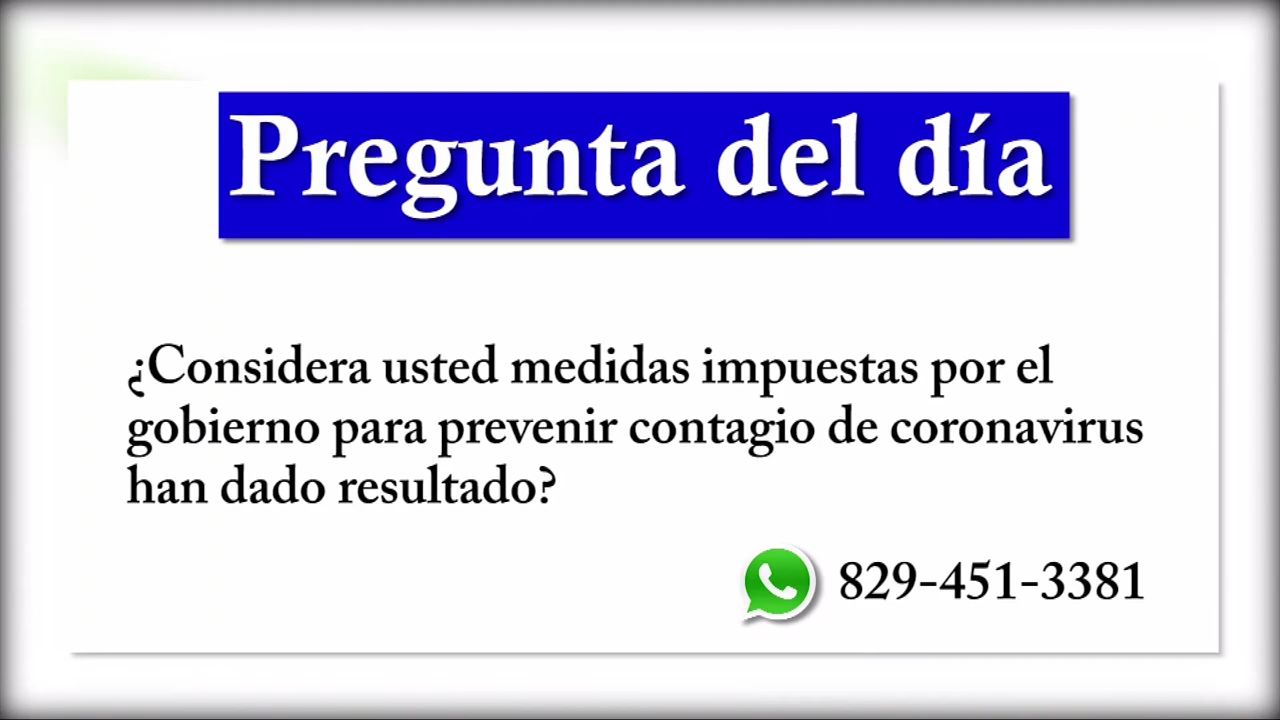 Pregunta del día
¿Considera usted medidas impuestas por el
gobierno para prevenir contagio de coronavirus
han dado resultado?
829-451-3381